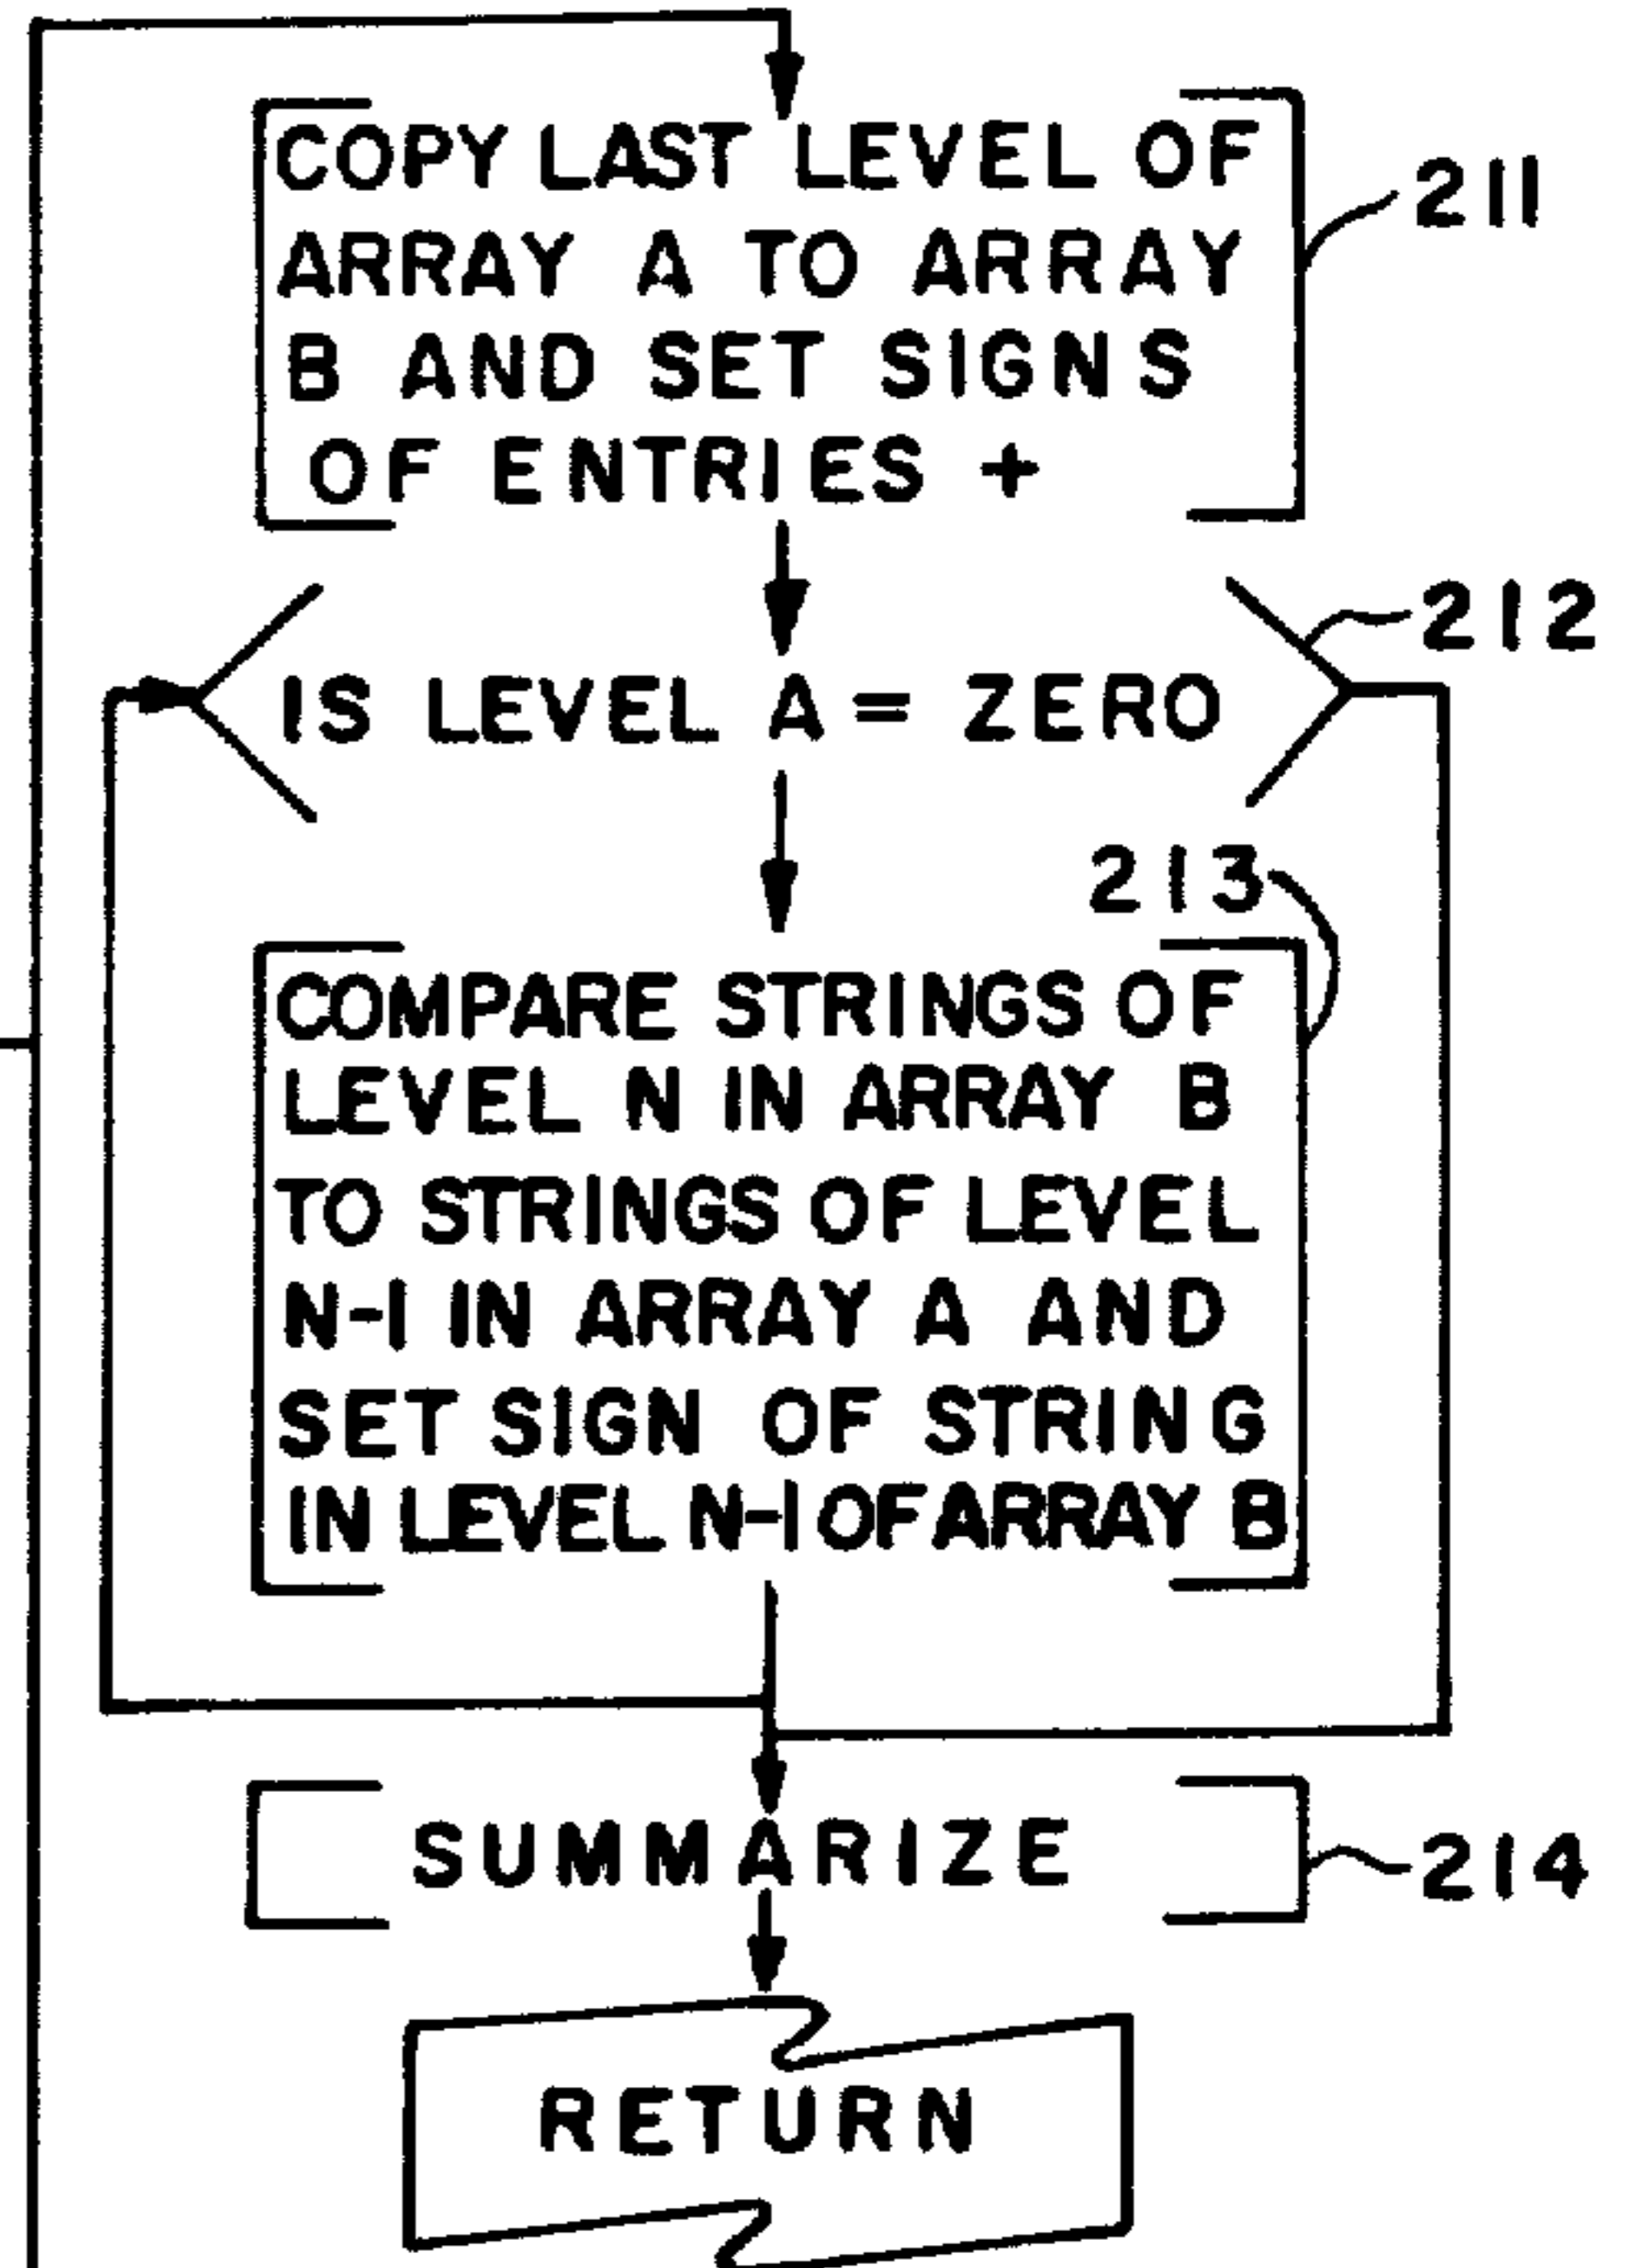 COPY LAST LEVEL OF
ARRAY A TO ARRAY
B AND SET SIGNS
OF ENTRIES +
211
IS LEVEL A = ZERO
212
213
COMPARE STRINGS OF
LEVEL N IN ARRAY B
TO STRINGS OF LEVEL
N-1 IN ARRAY A AND
SET SIGN OF STRING
IN LEVEL N-1 OF ARRAY B
SUMMARIZE
214
RETURN